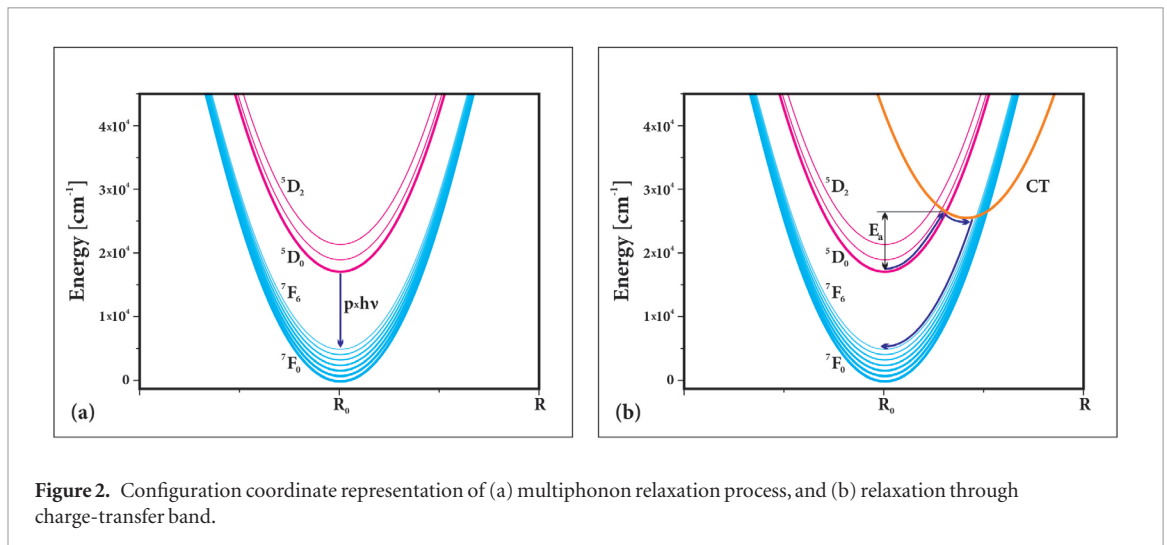 Energy [cm⁻¹]
4x10⁴
3x10⁴
2x10⁴
1x10⁴
0
⁵D₂
⁵D₀
⁷F₆
⁷F₀
pxhν
R₀
R
(a)
Energy [cm⁻¹]
4x10⁴
3x10⁴
2x10⁴
1x10⁴
0
⁵D₂
⁵D₀
⁷F₆
⁷F₀
Eₐ
CT
R₀
R
(b)
Figure 2. Configuration coordinate representation of (a) multiphonon relaxation process, and (b) relaxation through
charge-transfer band.